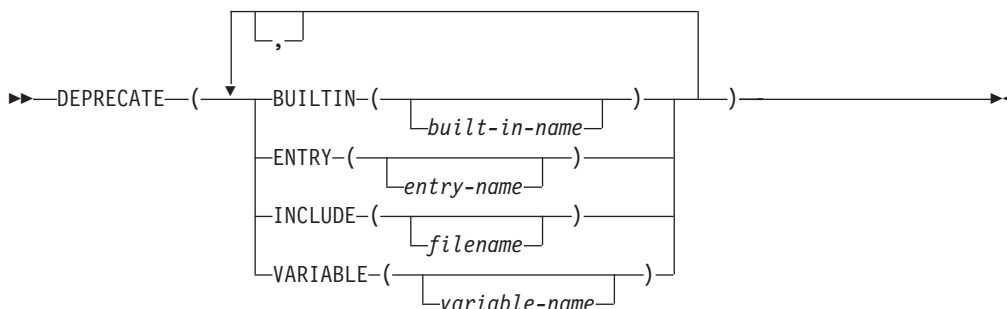 ,
DEPRECATE ( BUILTIN ( ) )
built-in-name
ENTRY ( )
entry-name
INCLUDE ( )
filename
VARIABLE ( )
variable-name